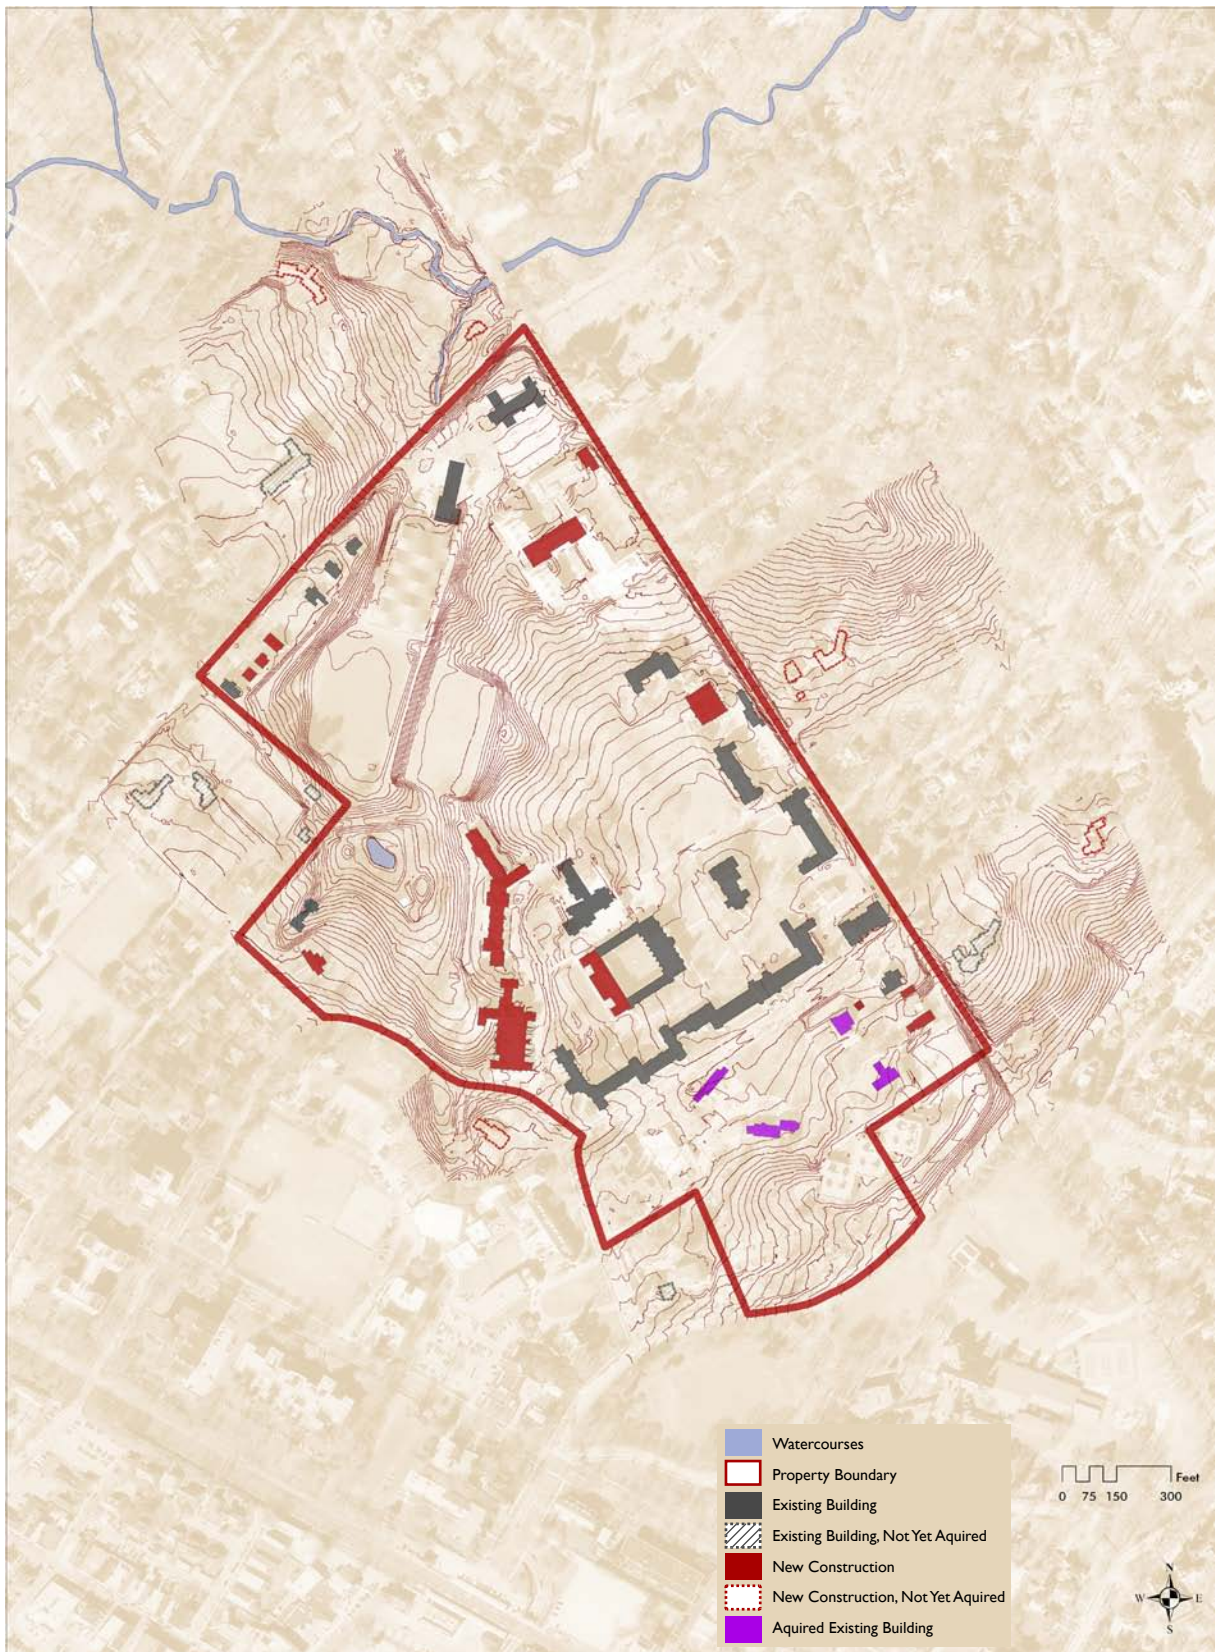 Watercourses
Property Boundary
Existing Building
Existing Building, Not Yet Aquired
New Construction
New Construction, Not Yet Aquired
Aquired Existing Building
Feet
0 75 150 300
N
W E
S